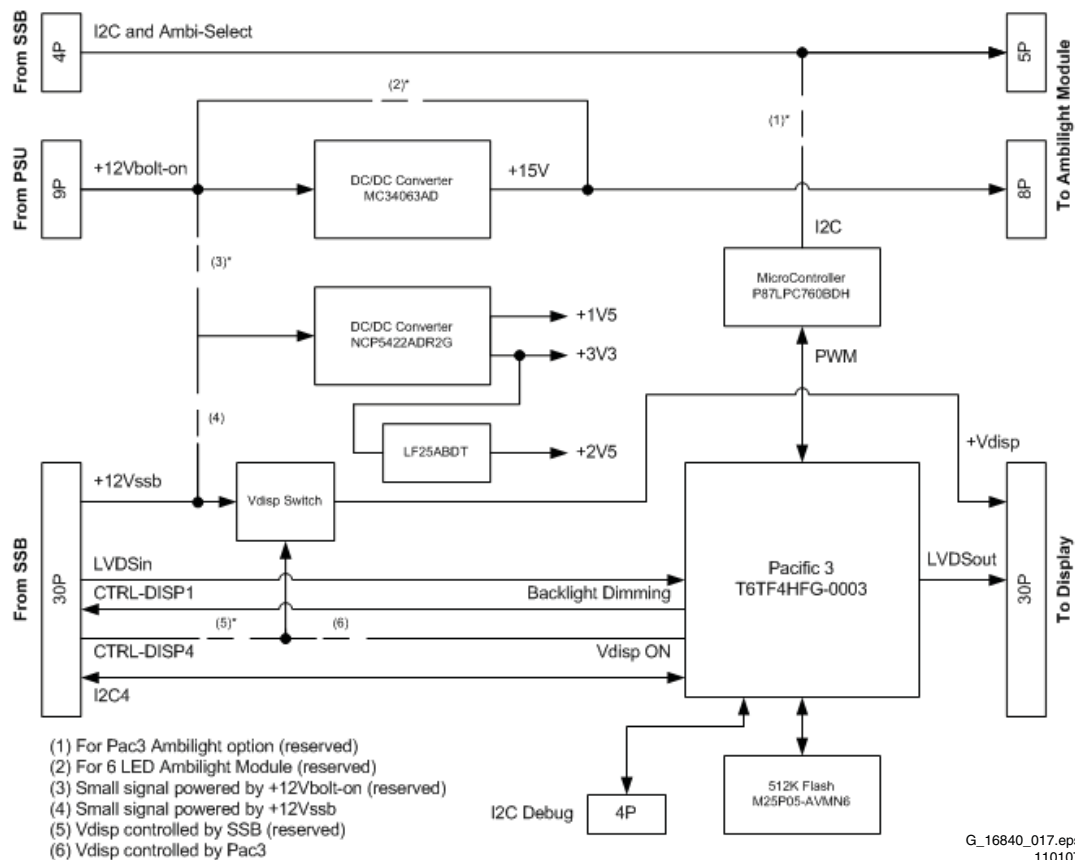 From SSB
4P
I2C and Ambi-Select
5P
To Ambilight Module
(2)*
(1)*
From PSU
9P
+12Vbolt-on
DC/DC Converter
MC34063AD
+15V
8P
I2C
(3)*
MicroController
P87LPC760BDH
DC/DC Converter
NCP5422ADR2G
+1V5
+3V3
PWM
(4)
LF25ABDT
+2V5
+Vdisp
From SSB
30P
+12Vssb
Vdisp Switch
LVDSin
CTRL-DISP1
Backlight Dimming
Pacific 3
T6TF4HFG-0003
LVDSout
30P
To Display
(5)*
(6)
CTRL-DISP4
Vdisp ON
I2C4
(1) For Pac3 Ambilight option (reserved)
(2) For 6 LED Ambilight Module (reserved)
(3) Small signal powered by +12Vbolt-on (reserved)
(4) Small signal powered by +12Vssb
(5) Vdisp controlled by SSB (reserved)
(6) Vdisp controlled by Pac3
I2C Debug
4P
512K Flash
M25P05-AVMN6
G_16840_017.eps
110107